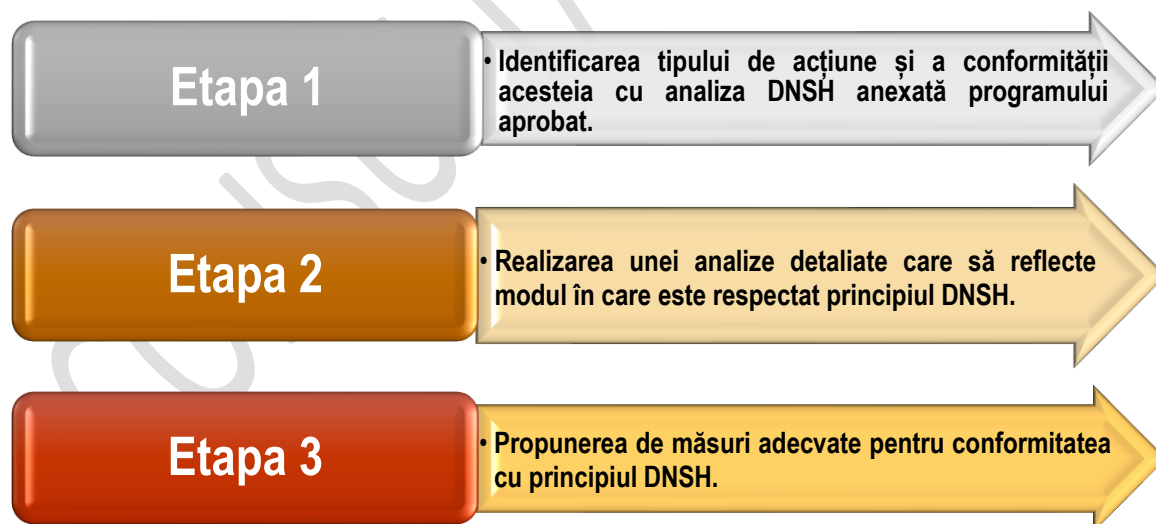 Etapa 1
• Identificarea tipului de acțiune și a conformității
acesteia cu analiza DNSH anexată programului
aprobat.
Etapa 2
• Realizarea unei analize detaliate care să reflecte
modul în care este respectat principiul DNSH.
Etapa 3
• Propunerea de măsuri adecvate pentru conformitatea
cu principiul DNSH.